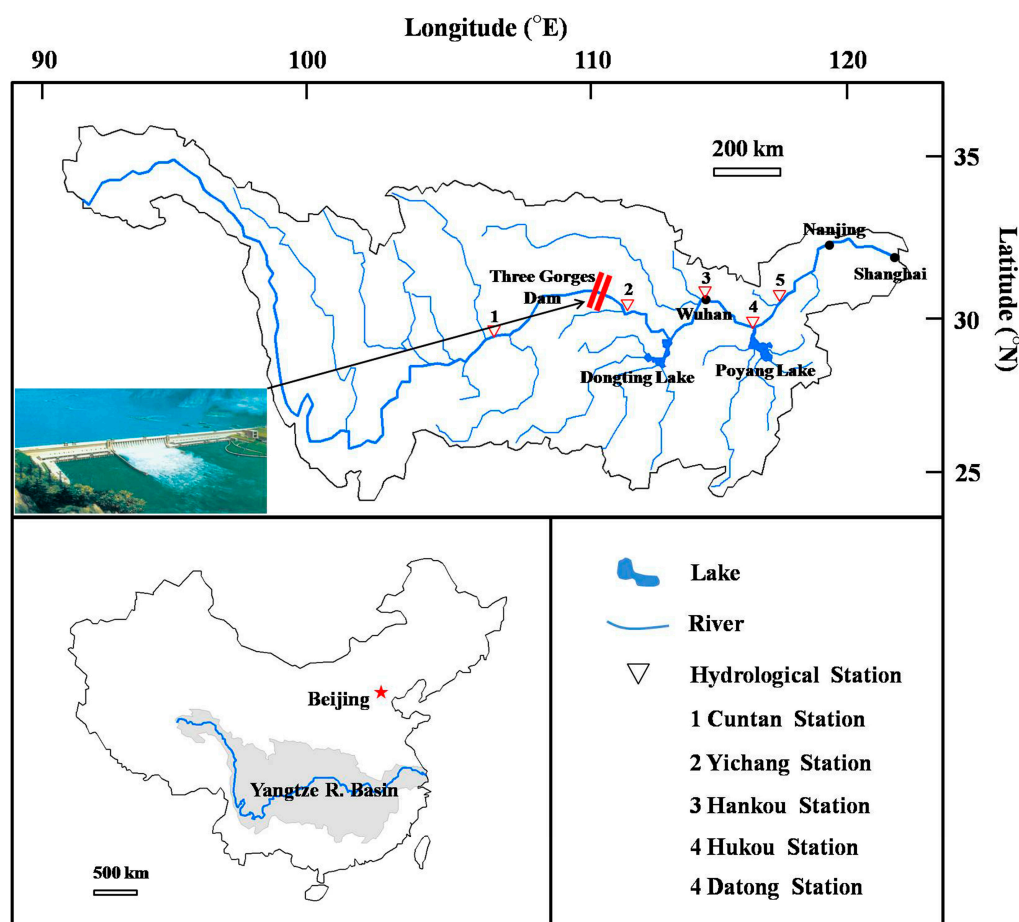 Longitude (°E)
90 100 110 120
200 km
35
Nanjing
Shanghai
Three Gorges
Dam
1
2
3
4
5
Wuhan
30
Latitude (°N)
Dongting Lake
Poyang Lake
25
Beijing
Yangtze R. Basin
500 km
Lake
River
Hydrological Station
1 Cuntan Station
2 Yichang Station
3 Hankou Station
4 Hukou Station
4 Datong Station